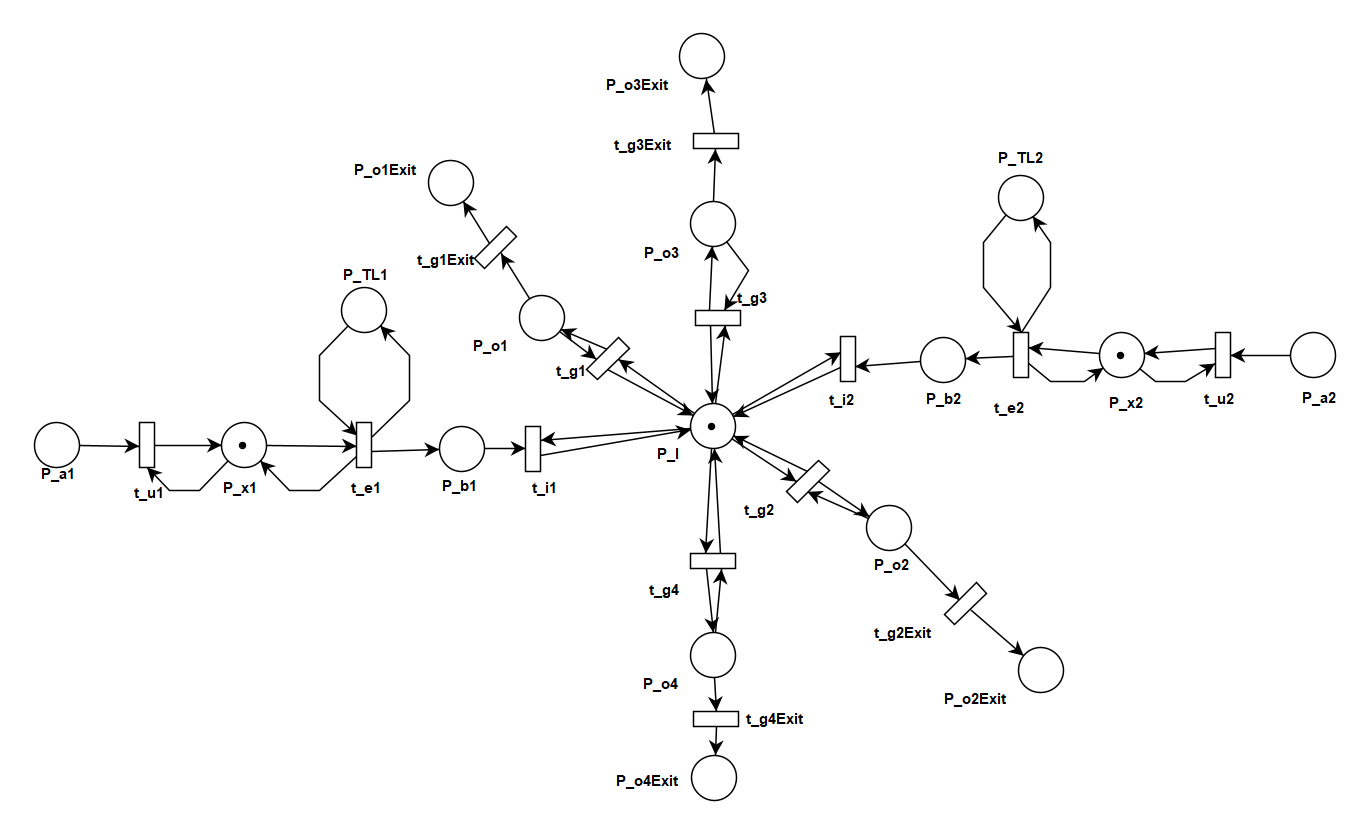 P_o3Exit
t_g3Exit
P_TL2
P_o1Exit
P_o3
t_g1Exit
P_TL1
t_g3
P_o1
t_g1
t_i2
P_b2
t_e2
P_x2
t_u2
P_a2
P_a1
t_u1
P_x1
t_e1
P_b1
t_i1
P_I
t_g2
P_o2
t_g4
t_g2Exit
P_o4
P_o2Exit
t_g4Exit
P_o4Exit